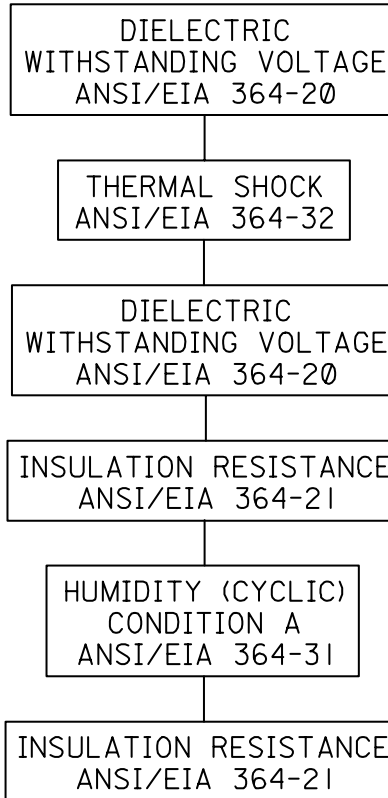 DIELECTRIC
WITHSTANDING VOLTAGE
ANSI/EIA 364-20
THERMAL SHOCK
ANSI/EIA 364-32
DIELECTRIC
WITHSTANDING VOLTAGE
ANSI/EIA 364-20
INSULATION RESISTANCE
ANSI/EIA 364-21
HUMIDITY (CYCLIC)
CONDITION A
ANSI/EIA 364-31
INSULATION RESISTANCE
ANSI/EIA 364-21